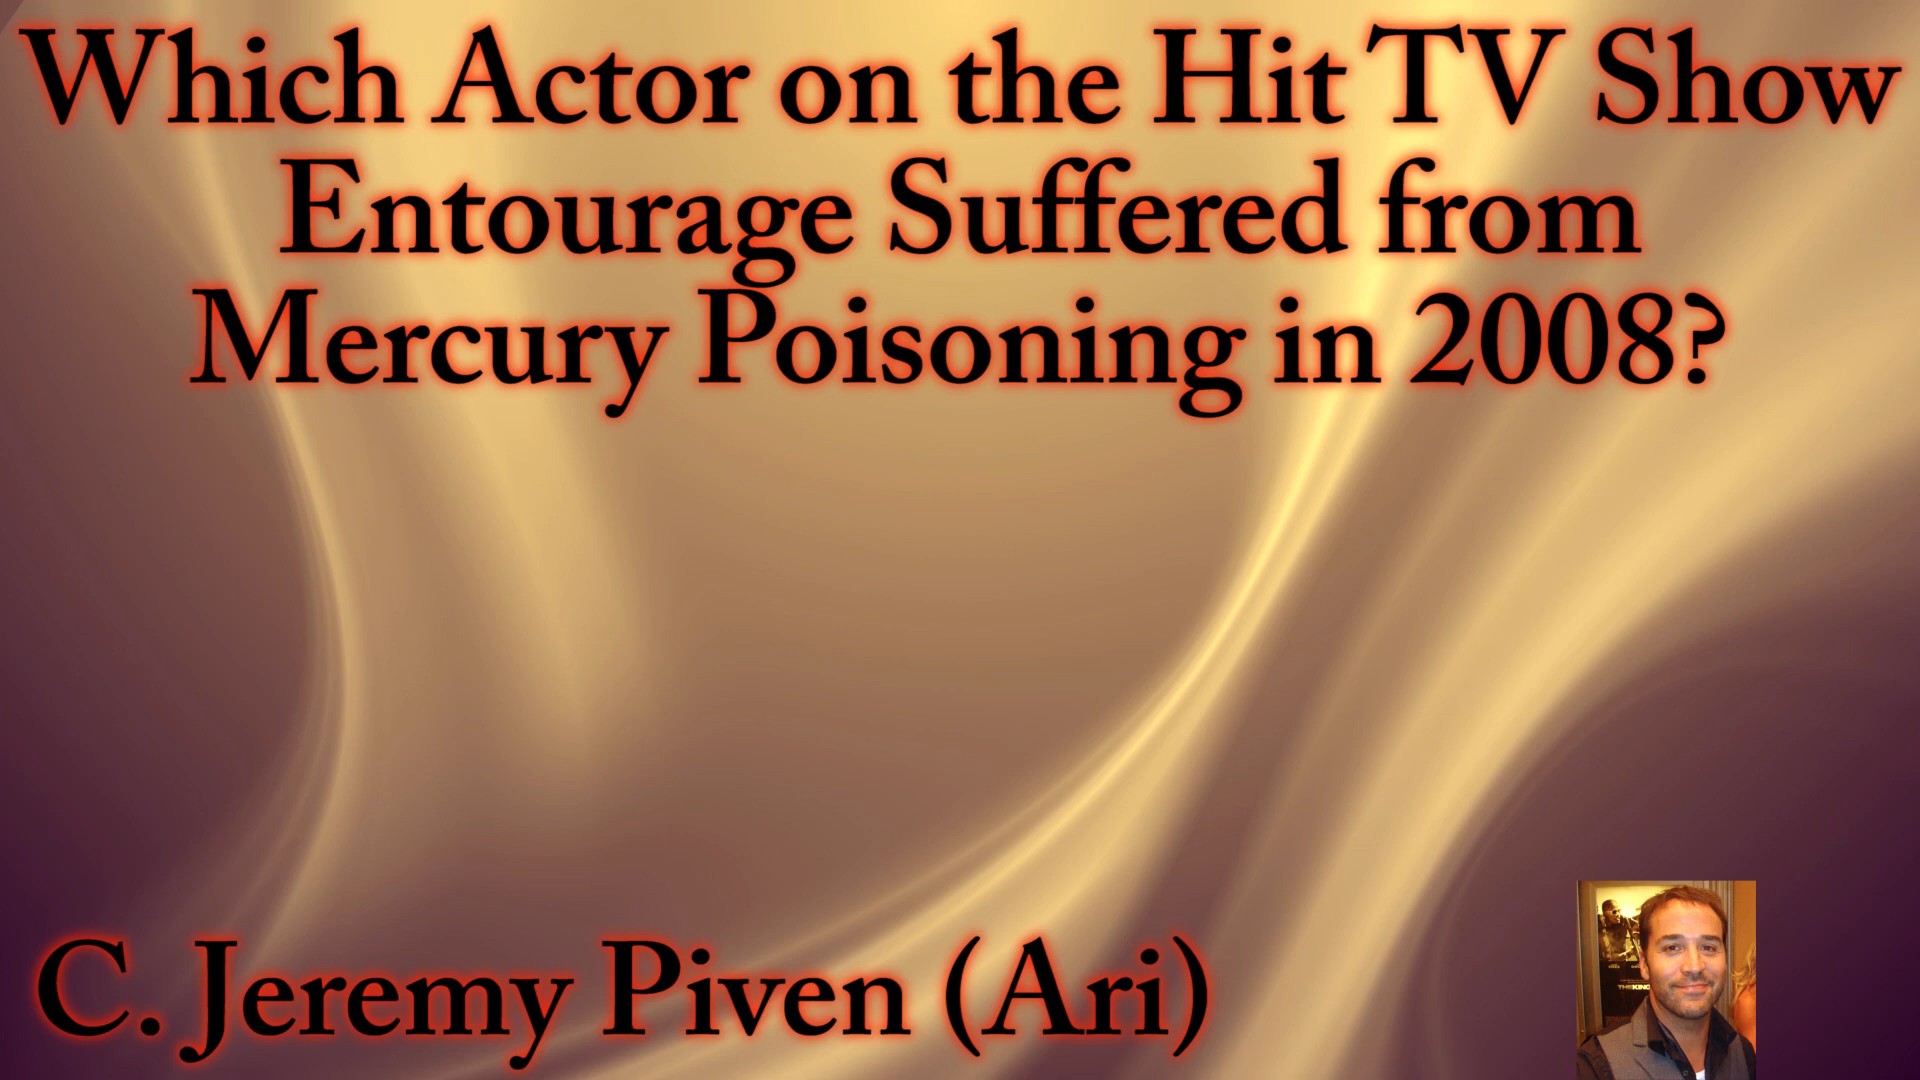 Which Actor on the Hit TV Show
Entourage Suffered from
Mercury Poisoning in 2008?
C. Jeremy Piven (Ari)